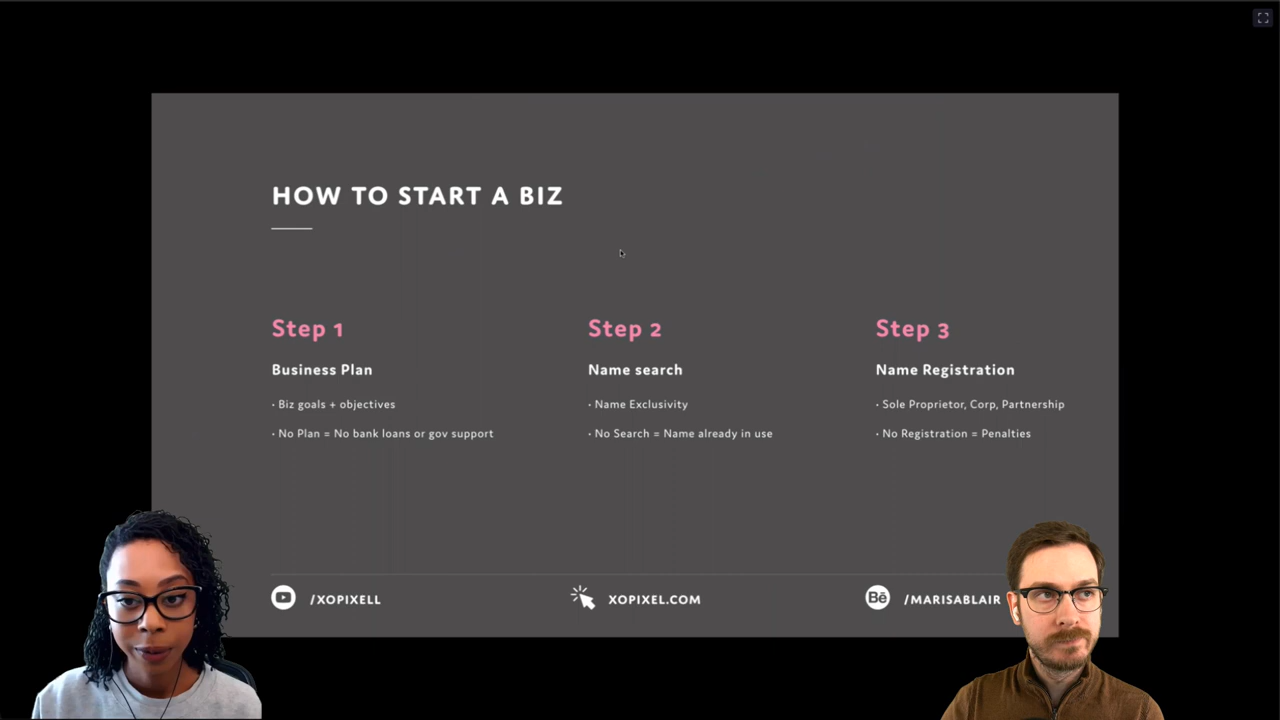 HOW TO START A BIZ
Step 1
Business Plan
• Biz goals + objectives
• No Plan = No bank loans or gov support
Step 2
Name search
• Name Exclusivity
• No Search = Name already in use
Step 3
Name Registration
• Sole Proprietor, Corp, Partnership
• No Registration = Penalties
/XOPIXELL
XOPIXEL.COM
Bē /MARISABLAIR